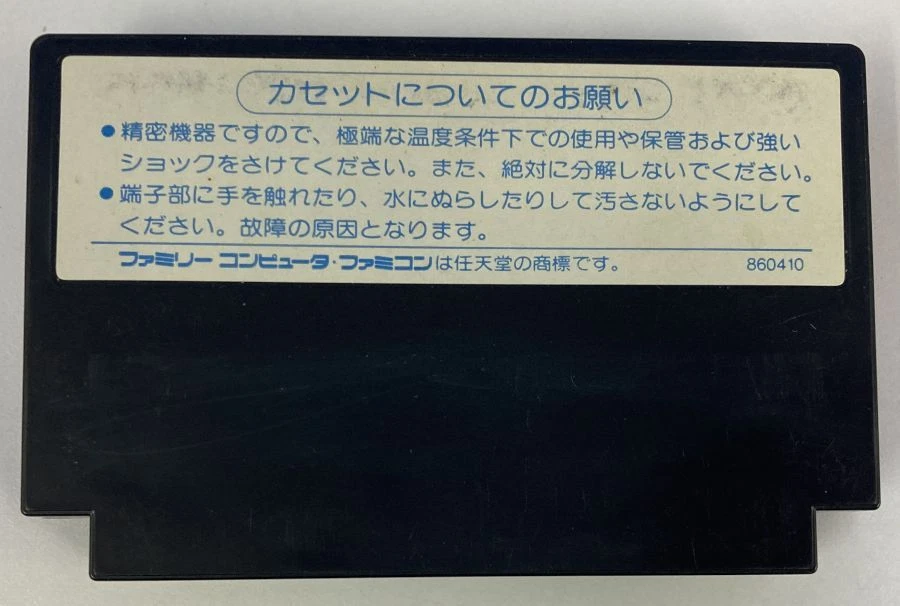 カセットについてのお願い
●精密機器ですので、極端な温度条件下での使用や保管および強い
ショックをさけてください。また、絶対に分解しないでください。
●端子部に手を触れたり、水にぬらしたりして汚さないようにして
ください。故障の原因となります。
ファミリーコンピュータ・ファミコンは任天堂の商標です。 860410